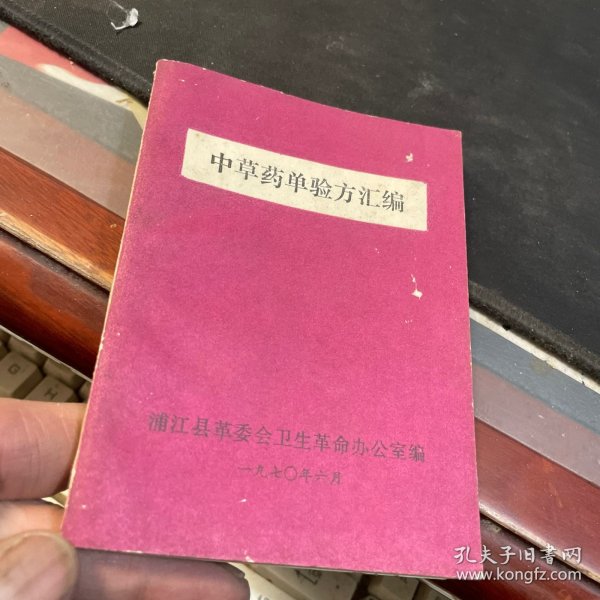 中草药单验方汇编
浦江县革委会卫生革命办公室编
一九七〇年六月
孔夫子旧书网
www.kongfz.com